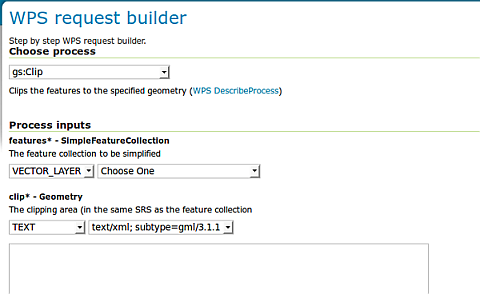 WPS request builder
Step by step WPS request builder.
Choose process
gs:Clip
Clips the features to the specified geometry (WPS DescribeProcess)
Process inputs
features* - SimpleFeatureCollection
The feature collection to be simplified
VECTOR_LAYER Choose One
clip* - Geometry
The clipping area (in the same SRS as the feature collection
TEXT text/xml; subtype=gml/3.1.1